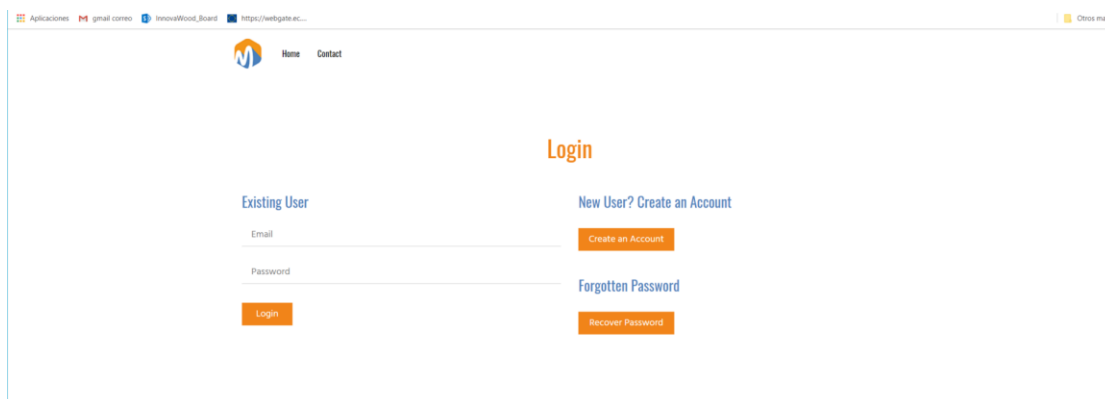 Aplicaciones gmail correo InnovaWood_Board https://webgate.ec... Otros ma
Home Contact
Login
Existing User
Email
Password
Login
New User? Create an Account
Create an Account
Forgotten Password
Recover Password